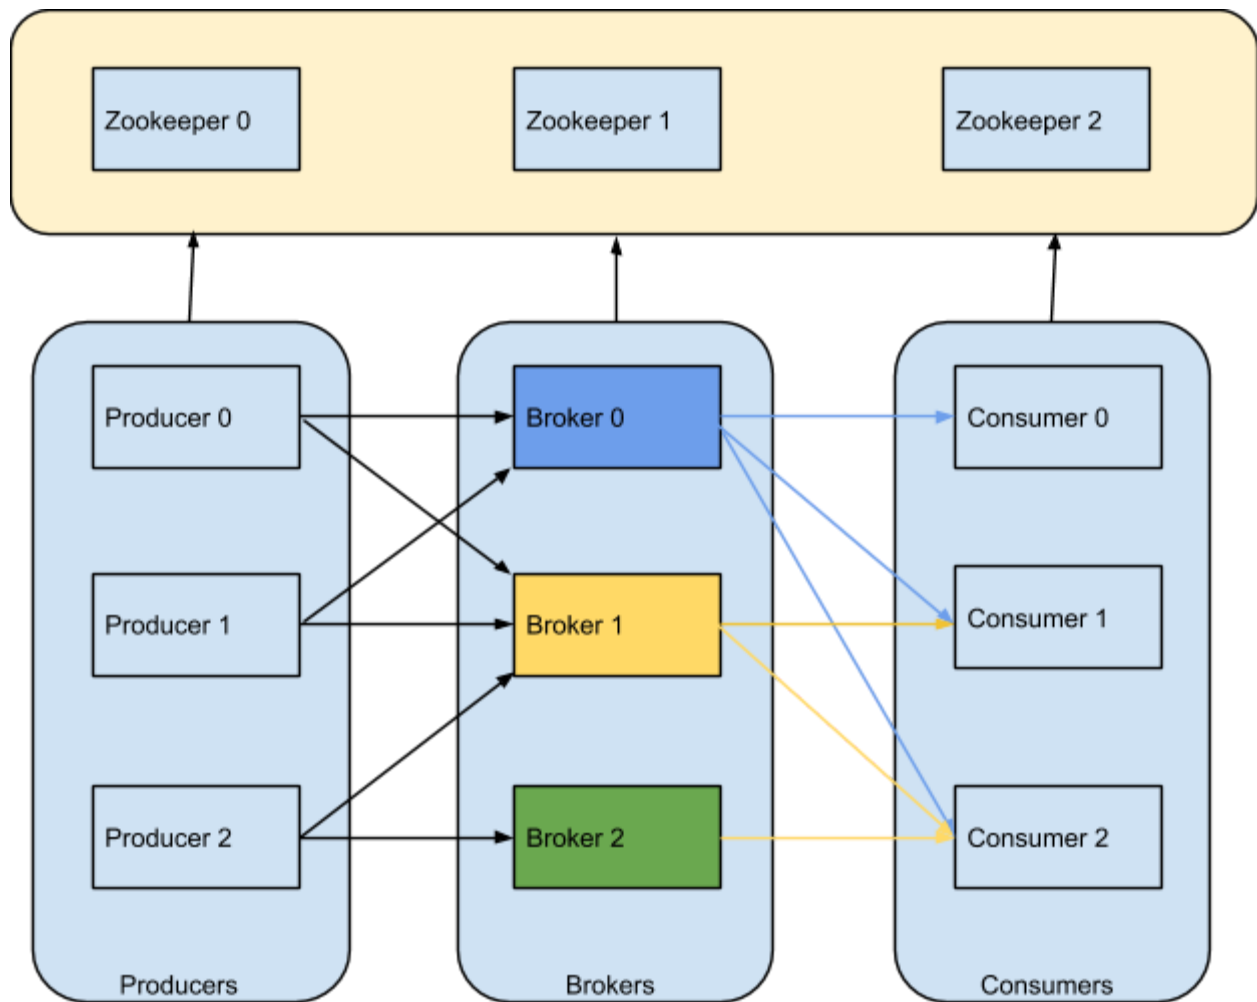 Zookeeper 0
Zookeeper 1
Zookeeper 2
Producer 0
Broker 0
Consumer 0
Producer 1
Broker 1
Consumer 1
Producer 2
Broker 2
Consumer 2
Producers
Brokers
Consumers